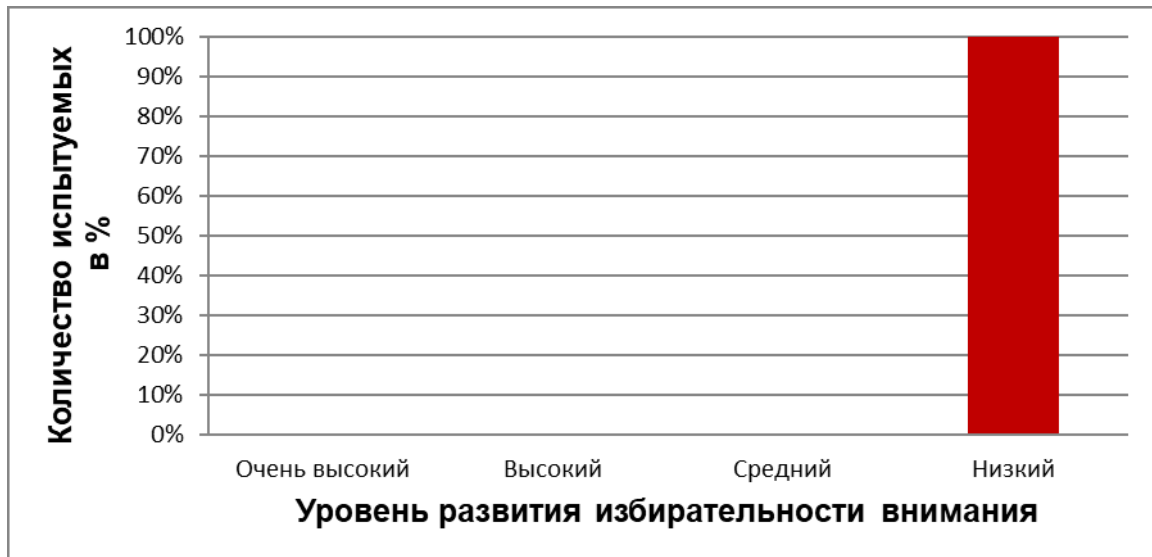 Количество испытуемых
в %
100%
90%
80%
70%
60%
50%
40%
30%
20%
10%
0%
Очень высокий
Высокий
Средний
Низкий
Уровень развития избирательности внимания